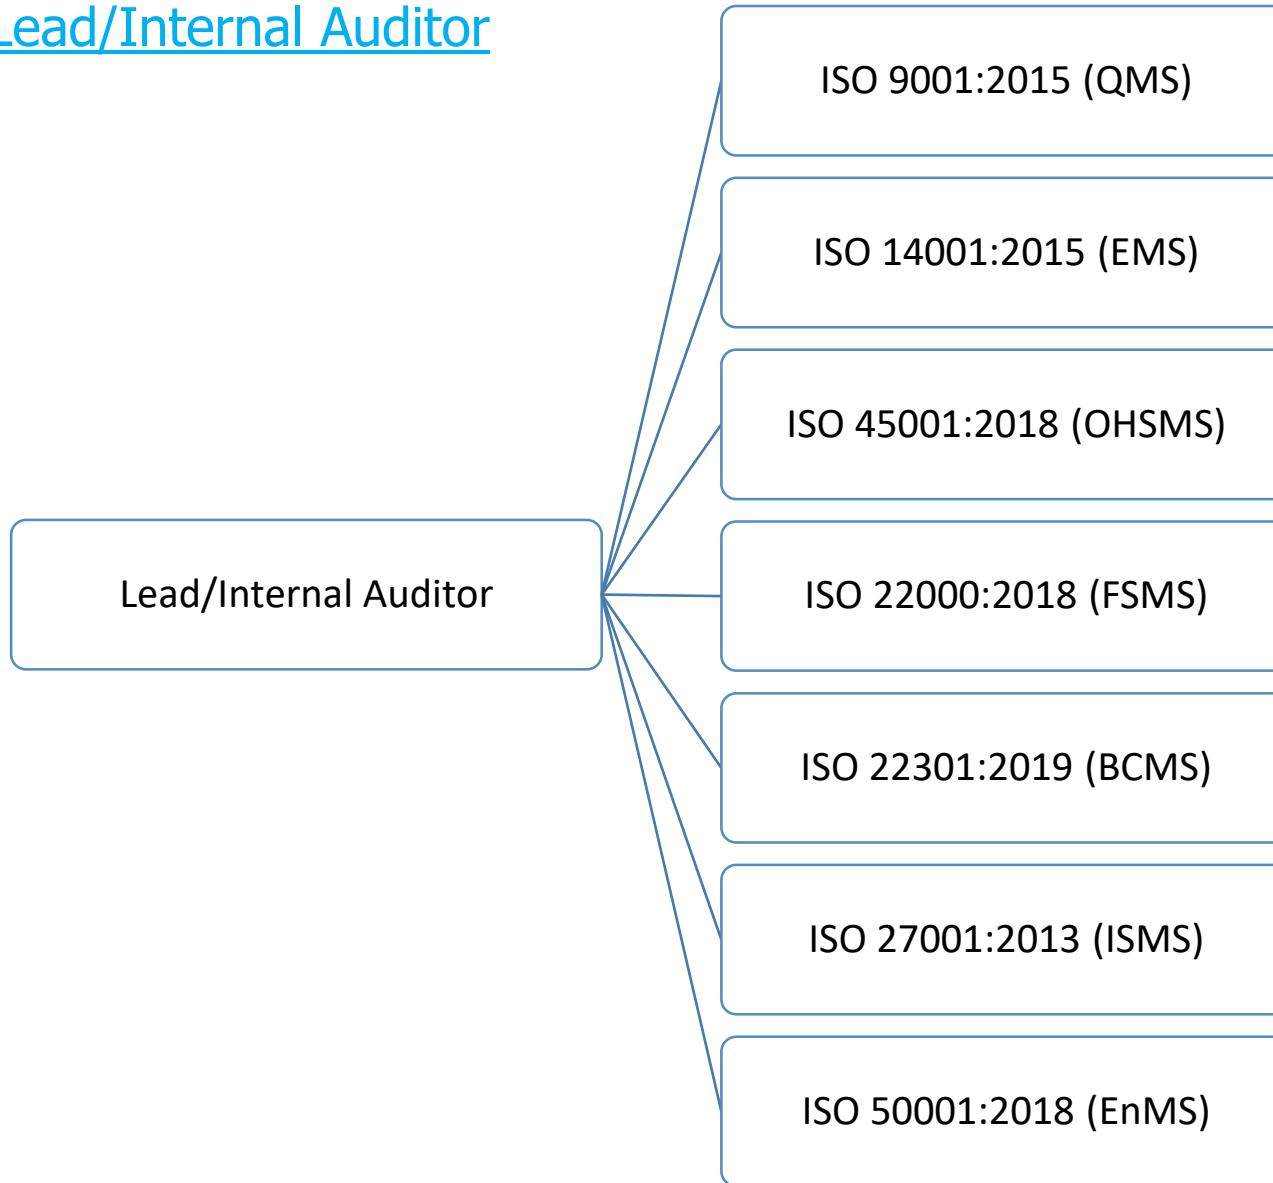 Lead/Internal Auditor
ISO 9001:2015 (QMS)
ISO 14001:2015 (EMS)
ISO 45001:2018 (OHSMS)
Lead/Internal Auditor
ISO 22000:2018 (FSMS)
ISO 22301:2019 (BCMS)
ISO 27001:2013 (ISMS)
ISO 50001:2018 (EnMS)